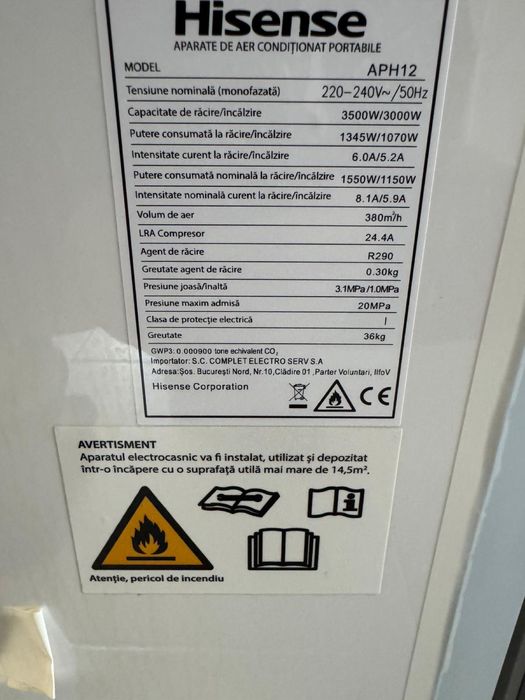 Hisense
APARATE DE AER CONDIȚIONAT PORTABILE
MODEL APH12
Tensiune nominală (monofazată) 220-240V~/50Hz
Capacitate de răcire/încălzire 3500W/3000W
Putere consumată la răcire/încălzire 1345W/1070W
Intensitate curent la răcire/încălzire 6.0A/5.2A
Putere consumată nominală la răcire/încălzire 1550W/1150W
Intensitate nominală curent la răcire/încălzire 8.1A/5.9A
Volum de aer 380m³/h
LRA Compresor 24.4A
Agent de răcire R290
Greutate agent de răcire 0.30kg
Presiune joasă/înaltă 3.1MPa/1.0MPa
Presiune maxim admisă 20MPa
Clasa de protecție electrică I
Greutate 36kg
GWP3: 0.000900 tone echivalent CO₂
Importator: S.C. COMPLET ELECTRO SERV S.A
Adresa:Șos. București Nord, Nr.10,Clădire 01 ,Parter Voluntari, IlfoV
Hisense Corporation CE
AVERTISMENT
Aparatul electrocasnic va fi instalat, utilizat și depozitat
într-o încăpere cu o suprafață utilă mai mare de 14,5m².
Atenție, pericol de incendiu